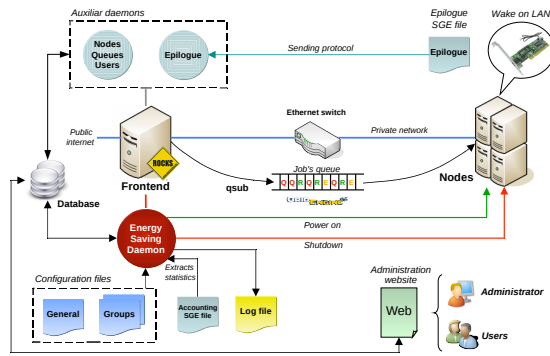 Auxiliar daemons
Nodes
Queues
Users
Epilogue
Sending protocol
Epilogue
SGE file
Epilogue
Wake on LAN
Public
internet
Ethernet switch
Private network
ROCKS
Frontend
qsub
Job's queue
Q R Q R Q R E R E
GRID ENGINE
Nodes
Database
Energy
Saving
Daemon
Power on
Shutdown
Configuration files
General
Groups
Extracts
statistics
Accounting
SGE file
Log file
Administration
website
Web
Administrator
Users